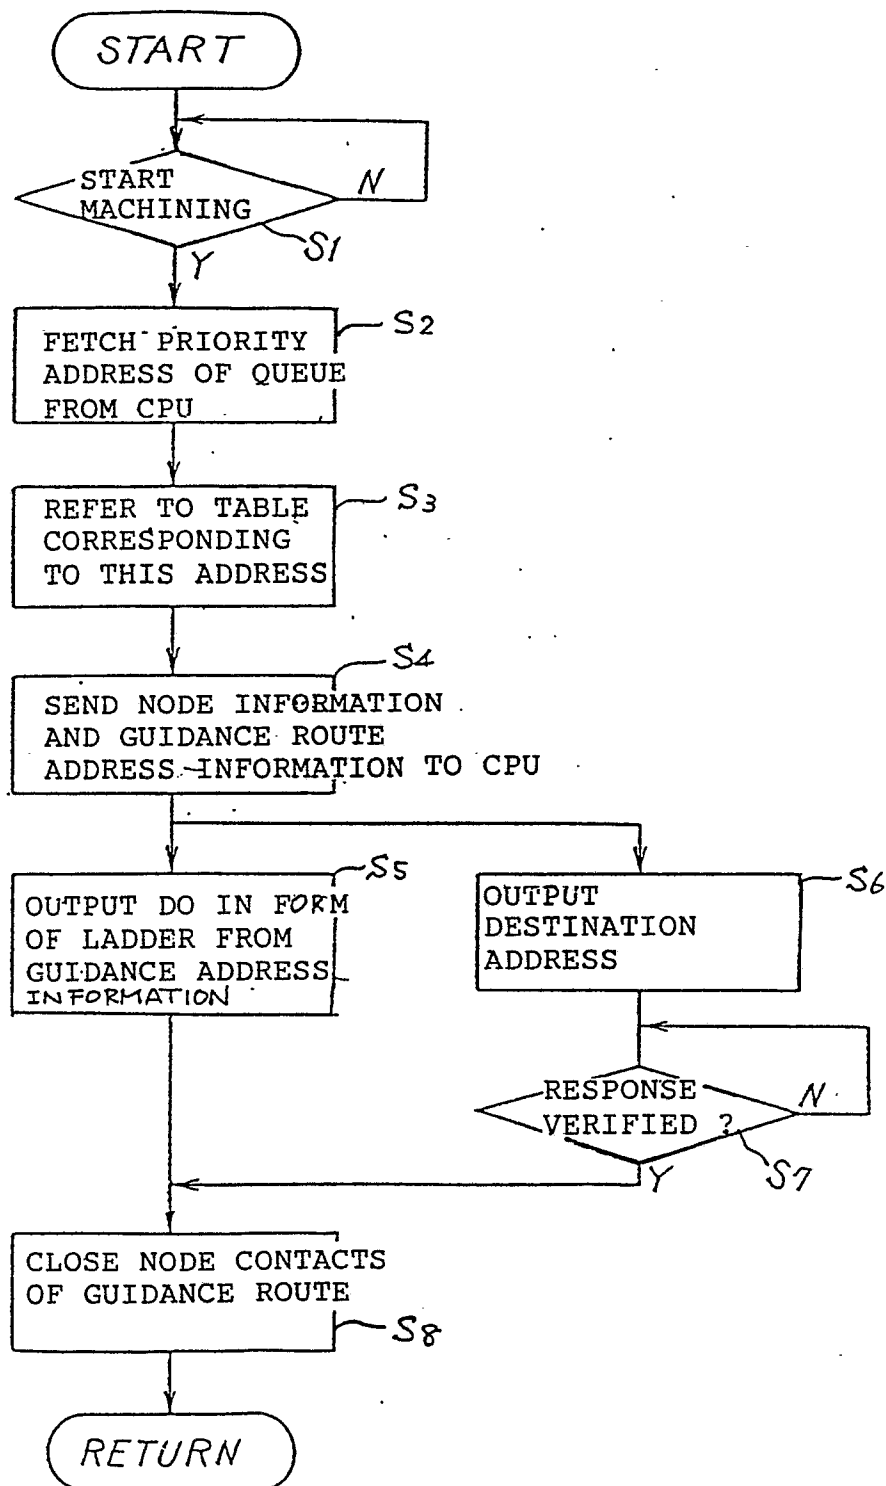 START
START
MACHINING
N
S1
Y
FETCH PRIORITY
ADDRESS OF QUEUE
FROM CPU
S2
REFER TO TABLE
CORRESPONDING
TO THIS ADDRESS
S3
SEND NODE INFORMATION
AND GUIDANCE ROUTE
ADDRESS INFORMATION TO CPU
S4
OUTPUT DO IN FORM
OF LADDER FROM
GUIDANCE ADDRESS
INFORMATION
S5
OUTPUT
DESTINATION
ADDRESS
S6
RESPONSE
VERIFIED ?
N
S7
Y
CLOSE NODE CONTACTS
OF GUIDANCE ROUTE
S8
RETURN